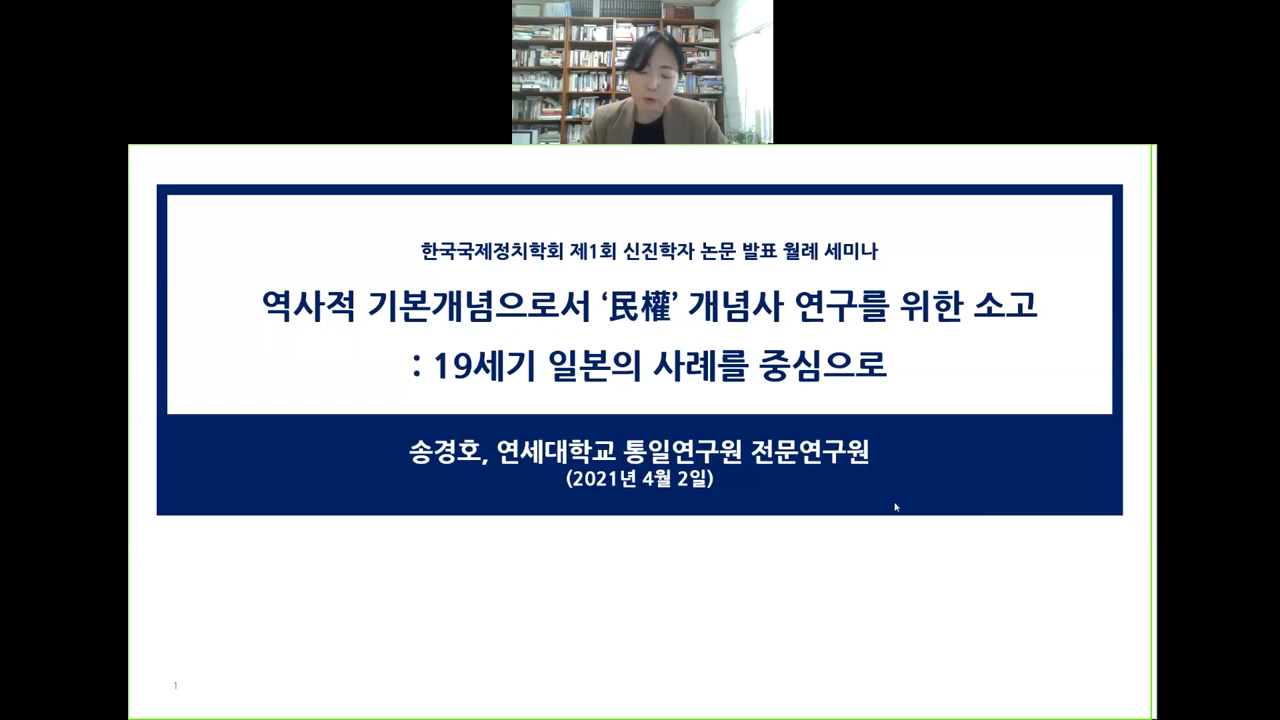 한국국제정치학회 제1회 신진학자 논문 발표 월례 세미나
역사적 기본개념으로서 ‘民權’ 개념사 연구를 위한 소고
: 19세기 일본의 사례를 중심으로
송경호, 연세대학교 통일연구원 전문연구원
(2021년 4월 2일)
1